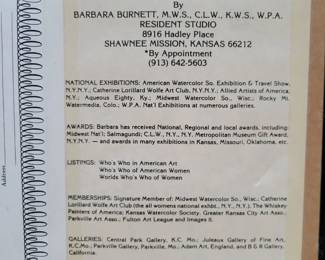 By
BARBARA BURNETT, M.W.S., C.L.W., K.W.S., W.P.A.
RESIDENT STUDIO
8916 Hadley Place
SHAWNEE MISSION, KANSAS 66212
*By Appointment
(913) 642-5603
NATIONAL EXHIBITIONS: American Watercolor So. Exhibition & Travel Show,
N.Y.N.Y.; Catherine Lorillard Wolfe Art Club, N.Y.N.Y.; Allied Artists of America,
N.Y.; Aqueous Eighty, Ky.; Midwest Watercolor So., Wisc.; Rocky Mt.
Watermedia, Colo.; W.P.A. Nat'l Exhibitions at numerous galleries.
AWARDS: Barbara has received National, Regional and local awards, including:
Midwest Nat'l; Salmagundi; C.L.W., N.Y., N.Y. Metropolitan Museum Gift Award,
N.Y.N.Y. — and awards in many exhibitions in Kansas, Missouri, Oklahoma, etc.
LISTINGS: Who's Who in American Art
Who's Who of American Women
Worlds Who's Who of Women
MEMBERSHIPS: Signature Member of: Midwest Watercolor So., Wisc.; Catherine
Lorillard Wolfe Art Club (the all womens national exhib., N.Y., N.Y.); The Whiskey
Painters of America; Kansas Watercolor Society, Greater Kansas City Art Asso.,
Parkville Art Asso., Fulton Art League and Images II.
GALLERIES: Central Park Gallery, K.C. Mo.; Juleaux Gallery of Fine Art,
K.C.Mo.; Parkville Gallery, Parkville, Mo.; Adam Art, England, and B & R Gallery,
California.
Address